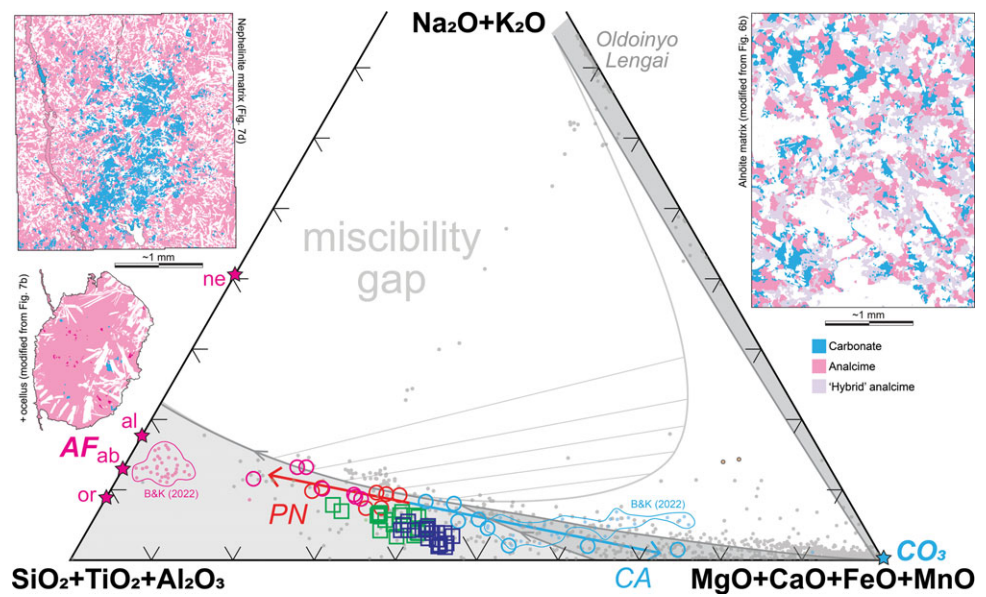 Na₂O+K₂O
Oldoinyo
Lengai
Nephelinite matrix (Fig. 7d)
~1 mm
miscibility
gap
ne
+ ocellus (modified from Fig. 7b)
al
AF
ab
or
B&K (2022)
PN
B&K (2022)
CA
CO₃
SiO₂+TiO₂+Al₂O₃
MgO+CaO+FeO+MnO
Alnöite matrix (modified from Fig. 6b)
~1 mm
Carbonate
Analcime
‘Hybrid’ analcime